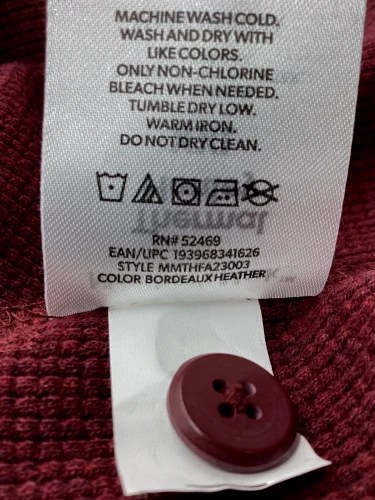 MACHINE WASH COLD.
WASH AND DRY WITH
LIKE COLORS.
ONLY NON-CHLORINE
BLEACH WHEN NEEDED.
TUMBLE DRY LOW.
WARM IRON.
DO NOT DRY CLEAN.
Thermal
RN# 52469
EAN/UPC 193968341626
STYLE MMTHFA23003
COLOR BORDEAUX HEATHER